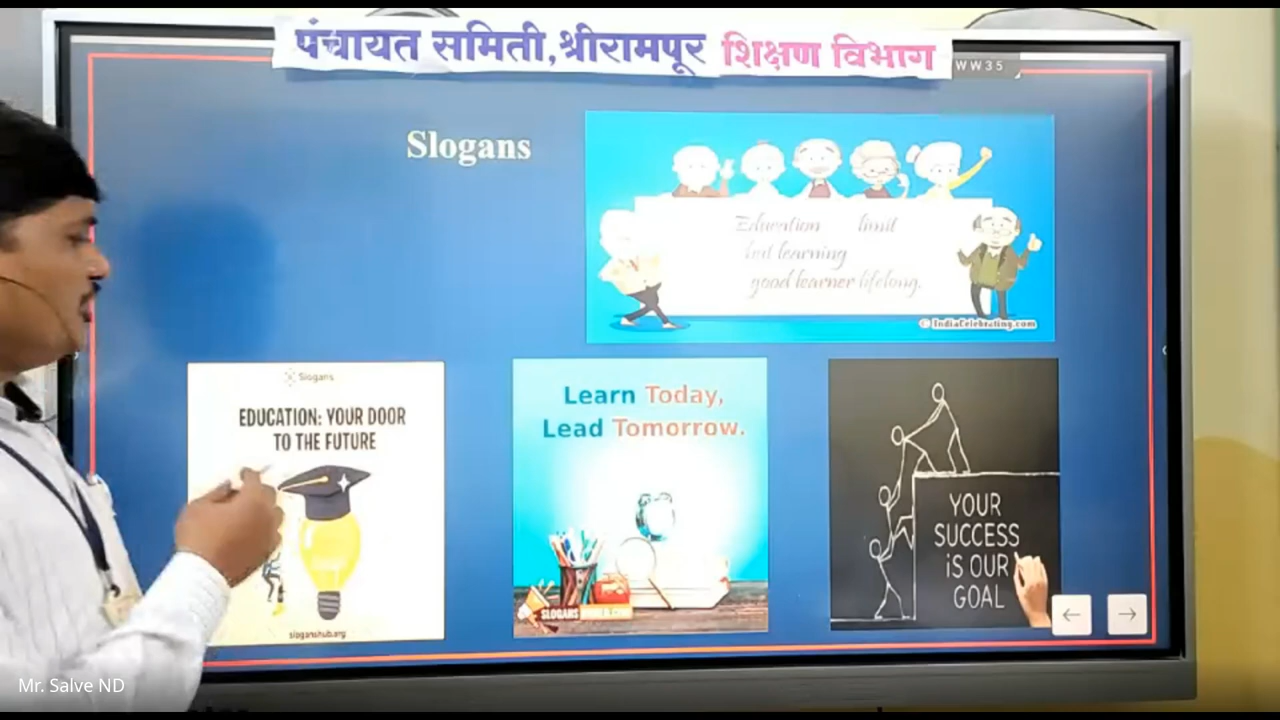 पंचायत समिती, श्रीरामपूर शिक्षण विभाग
WW35
Slogans
Education limit
but learning
good learner lifelong.
© IndiaCelebrating.com
Slogans
EDUCATION: YOUR DOOR
TO THE FUTURE
sloganshub.org
Learn Today,
Lead Tomorrow.
SLOGANS
YOUR
SUCCESS
iS OUR
GOAL
Mr. Salve ND